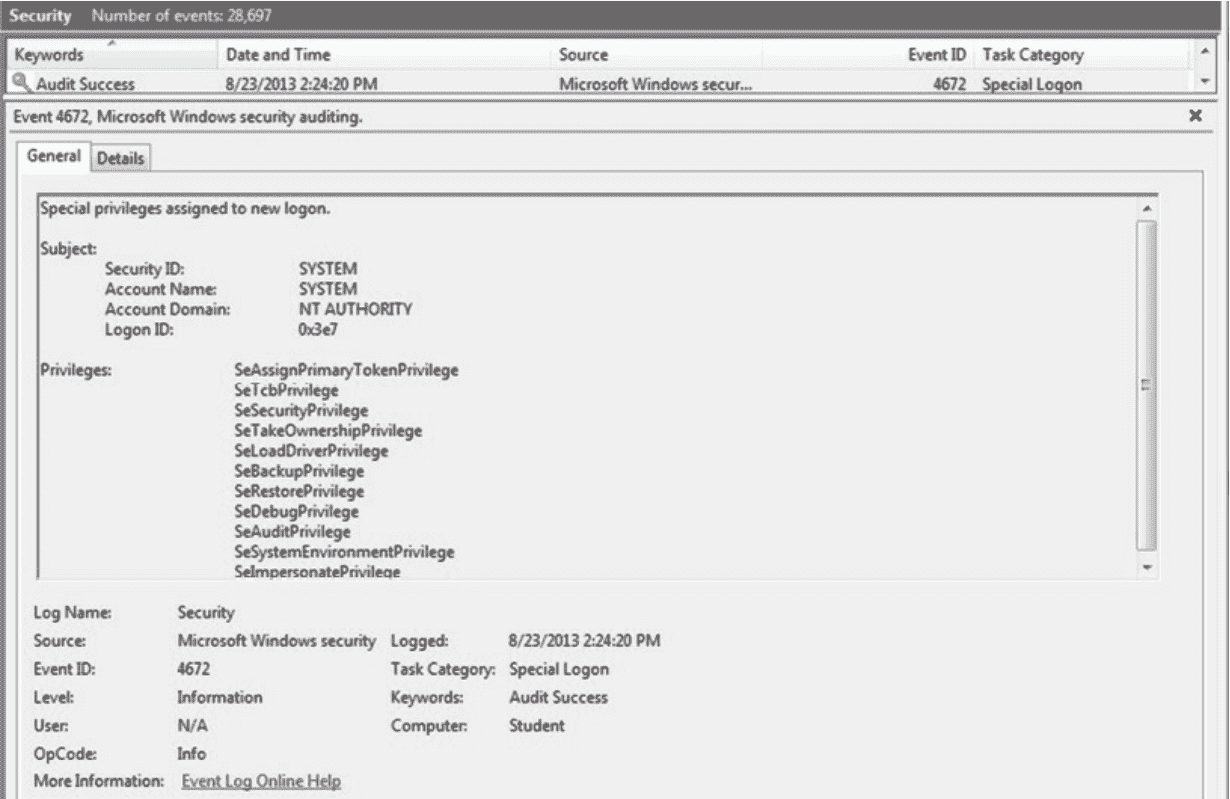 Security Number of events: 28,697
Keywords Date and Time Source Event ID Task Category
Audit Success 8/23/2013 2:24:20 PM Microsoft Windows secur... 4672 Special Logon
Event 4672, Microsoft Windows security auditing.
General Details
Special privileges assigned to new logon.
Subject:
Security ID: SYSTEM
Account Name: SYSTEM
Account Domain: NT AUTHORITY
Logon ID: 0x3e7
Privileges: SeAssignPrimaryTokenPrivilege
SeTcbPrivilege
SeSecurityPrivilege
SeTakeOwnershipPrivilege
SeLoadDriverPrivilege
SeBackupPrivilege
SeRestorePrivilege
SeDebugPrivilege
SeAuditPrivilege
SeSystemEnvironmentPrivilege
SeImpersonatePrivilege
Log Name: Security
Source: Microsoft Windows security Logged: 8/23/2013 2:24:20 PM
Event ID: 4672 Task Category: Special Logon
Level: Information Keywords: Audit Success
User: N/A Computer: Student
OpCode: Info
More Information: Event Log Online Help